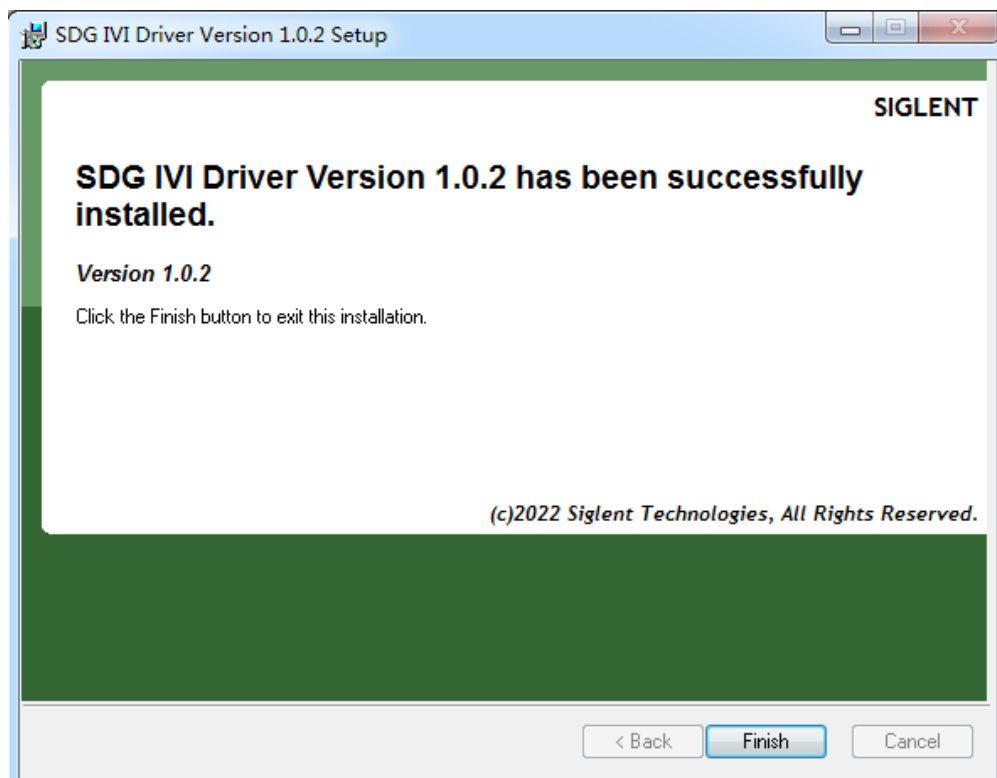 SDG IVI Driver Version 1.0.2 Setup
SIGLENT
SDG IVI Driver Version 1.0.2 has been successfully
installed.
Version 1.0.2
Click the Finish button to exit this installation.
(c)2022 Siglent Technologies, All Rights Reserved.
< Back Finish Cancel